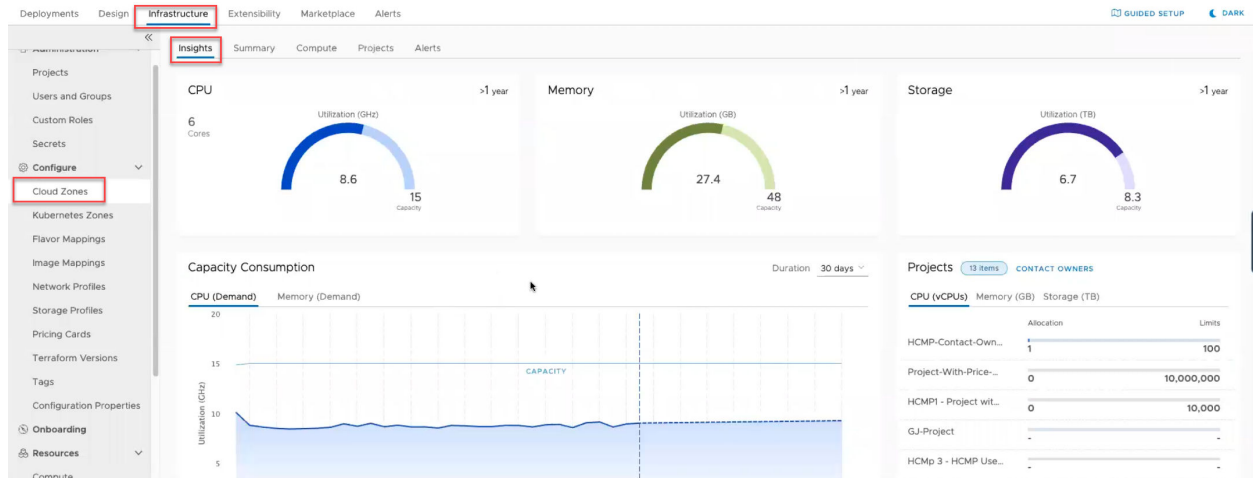 Deployments Design Infrastructure Extensibility Marketplace Alerts GUIDED SETUP DARK
«
Administration
Projects
Users and Groups
Custom Roles
Secrets
Configure
Cloud Zones
Kubernetes Zones
Flavor Mappings
Image Mappings
Network Profiles
Storage Profiles
Pricing Cards
Terraform Versions
Tags
Configuration Properties
Onboarding
Resources
Compute
Insights Summary Compute Projects Alerts
CPU >1 year
6
Cores
Utilization (GHz)
8.6
15
Capacity
Memory >1 year
Utilization (GB)
27.4
48
Capacity
Storage >1 year
Utilization (TB)
6.7
8.3
Capacity
Capacity Consumption Duration 30 days
CPU (Demand) Memory (Demand)
20
15
CAPACITY
10
5
Utilization (GHz)
Projects 13 items CONTACT OWNERS
CPU (vCPUs) Memory (GB) Storage (TB)
Allocation Limits
HCMP-Contact-Own... 1 100
Project-With-Price-... 0 10,000,000
HCMP1 - Project wit... 0 10,000
GJ-Project - -
HCMp 3 - HCMP Use... - -